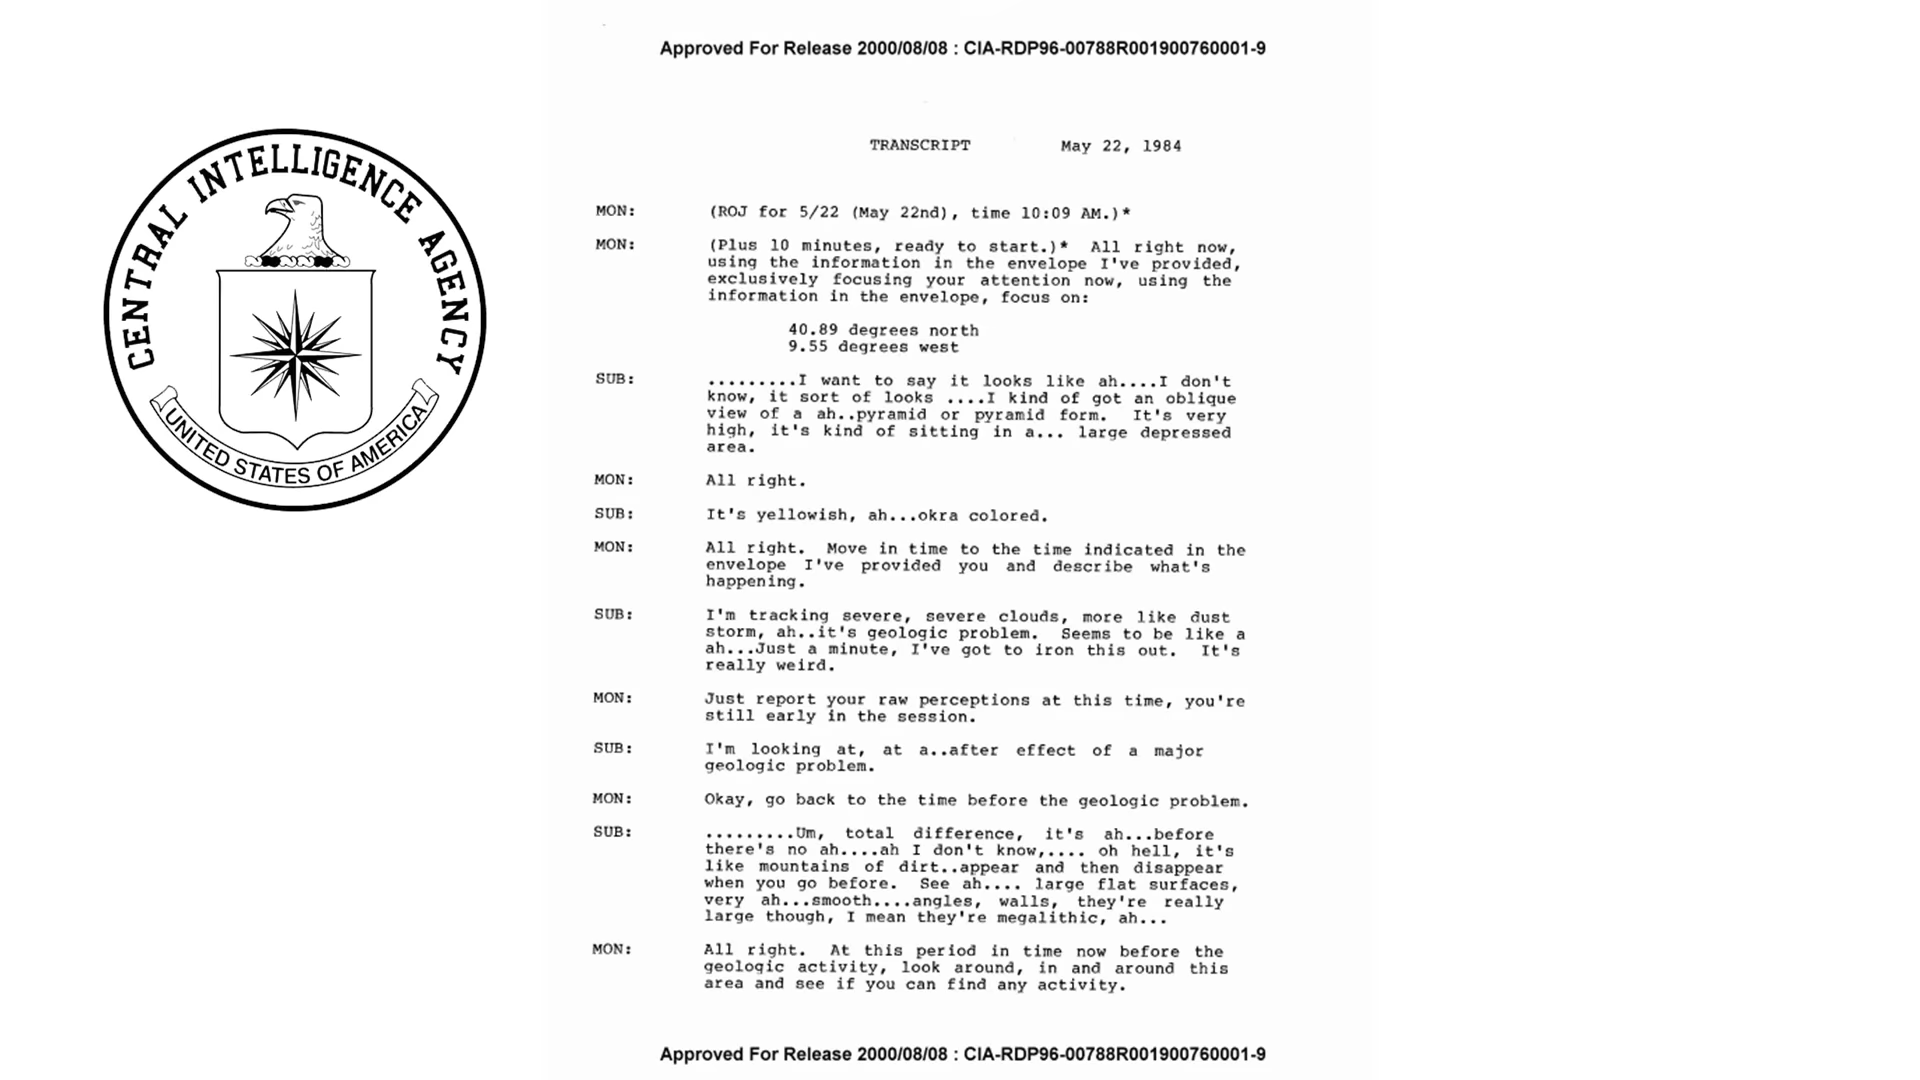 CENTRAL INTELLIGENCE AGENCY
UNITED STATES OF AMERICA
Approved For Release 2000/08/08 : CIA-RDP96-00788R001900760001-9
TRANSCRIPT May 22, 1984
MON: (ROJ for 5/22 (May 22nd), time 10:09 AM.)*
MON: (Plus 10 minutes, ready to start.)* All right now,
using the information in the envelope I've provided,
exclusively focusing your attention now, using the
information in the envelope, focus on:
40.89 degrees north
9.55 degrees west
SUB: .........I want to say it looks like ah....I don't
know, it sort of looks ....I kind of got an oblique
view of a ah..pyramid or pyramid form. It's very
high, it's kind of sitting in a... large depressed
area.
MON: All right.
SUB: It's yellowish, ah...okra colored.
MON: All right. Move in time to the time indicated in the
envelope I've provided you and describe what's
happening.
SUB: I'm tracking severe, severe clouds, more like dust
storm, ah..it's geologic problem. Seems to be like a
ah...Just a minute, I've got to iron this out. It's
really weird.
MON: Just report your raw perceptions at this time, you're
still early in the session.
SUB: I'm looking at, at a..after effect of a major
geologic problem.
MON: Okay, go back to the time before the geologic problem.
SUB: .........Um, total difference, it's ah...before
there's no ah....ah I don't know,.... oh hell, it's
like mountains of dirt..appear and then disappear
when you go before. See ah.... large flat surfaces,
very ah...smooth....angles, walls, they're really
large though, I mean they're megalithic, ah...
MON: All right. At this period in time now before the
geologic activity, look around, in and around this
area and see if you can find any activity.
Approved For Release 2000/08/08 : CIA-RDP96-00788R001900760001-9